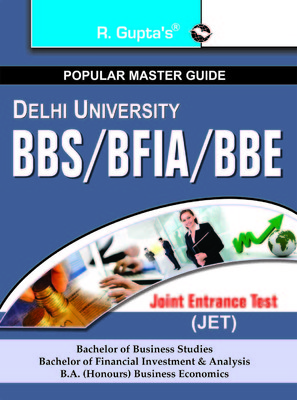 R. Gupta's®
POPULAR MASTER GUIDE
DELHI UNIVERSITY
BBS/BFIA/BBE
Joint Entrance Test
(JET)
Bachelor of Business Studies
Bachelor of Financial Investment & Analysis
B.A. (Honours) Business Economics